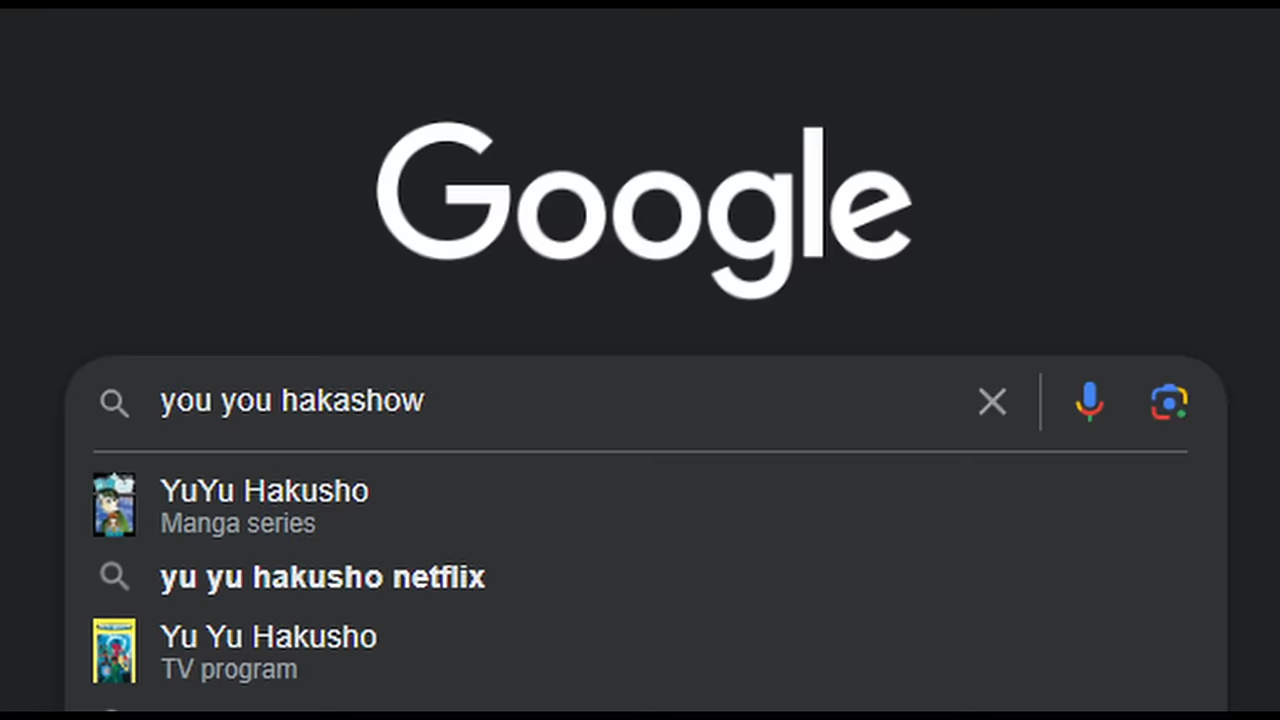 Google
you you hakashow
YuYu Hakusho
Manga series
yu yu hakusho netflix
Yu Yu Hakusho
TV program